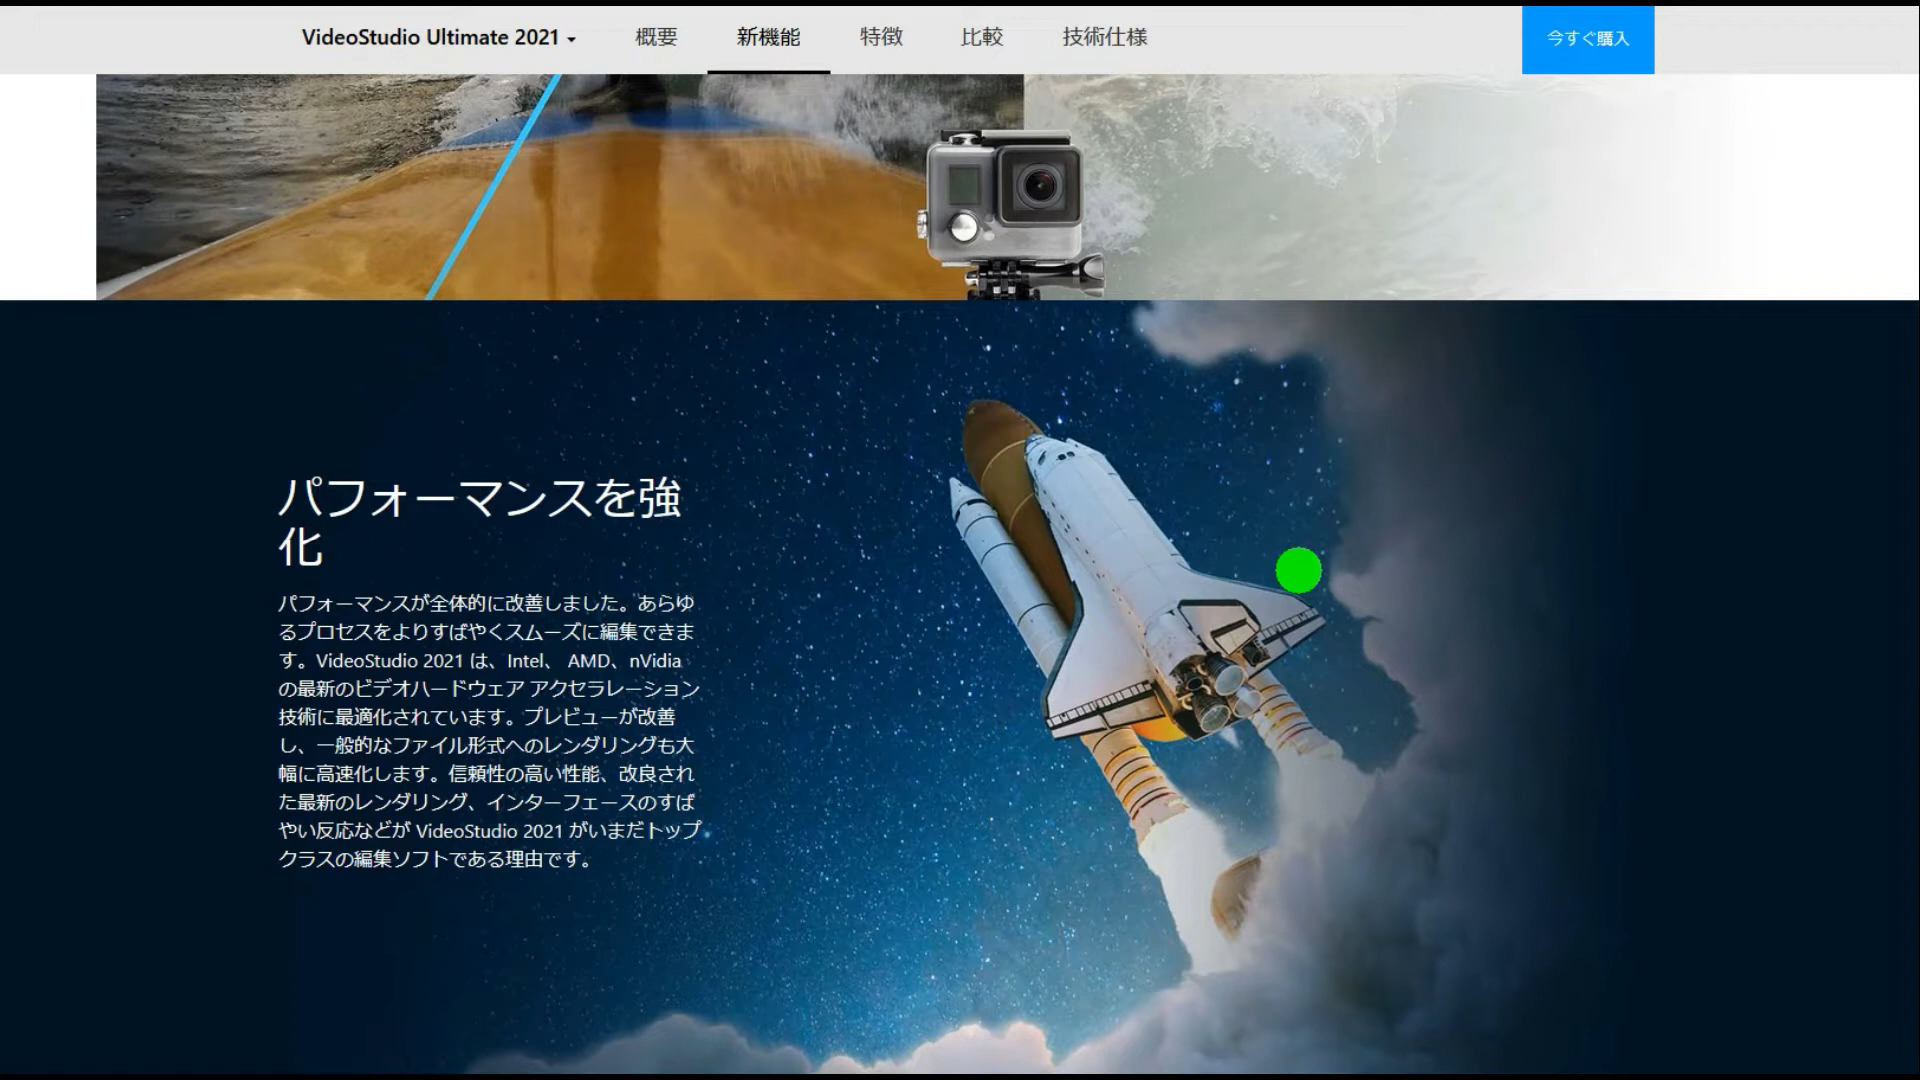 VideoStudio Ultimate 2021 概要 新機能 特徴 比較 技術仕様 今すぐ購入
パフォーマンスを強
化
パフォーマンスが全体的に改善しました。あらゆ
るプロセスをよりすばやくスムーズに編集できま
す。VideoStudio 2021 は、Intel、 AMD、nVidia
の最新のビデオハードウェア アクセラレーション
技術に最適化されています。プレビューが改善
し、一般的なファイル形式へのレンダリングも大
幅に高速化します。信頼性の高い性能、改良され
た最新のレンダリング、インターフェースのすば
やい反応などが VideoStudio 2021 がいまだトップ
クラスの編集ソフトである理由です。